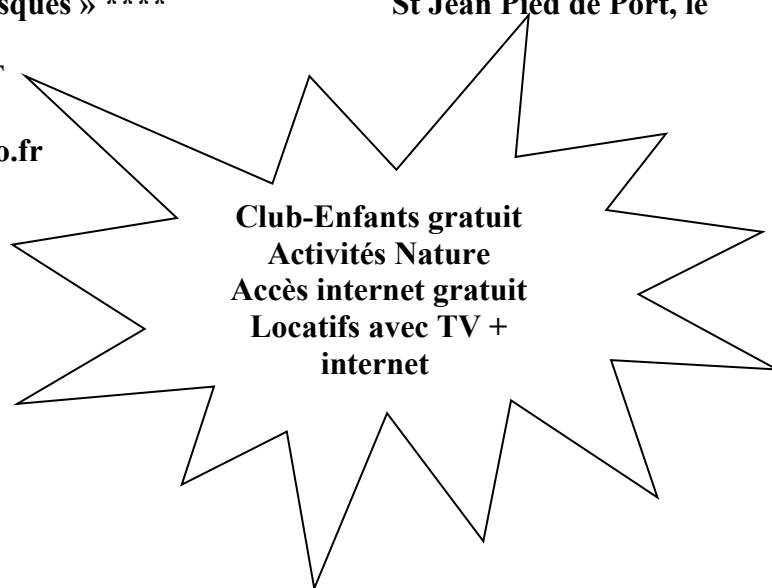 St Jean Pied de Port, le
o.fr
Club-Enfants gratuit
Activités Nature
Accès internet gratuit
Locatifs avec TV +
internet